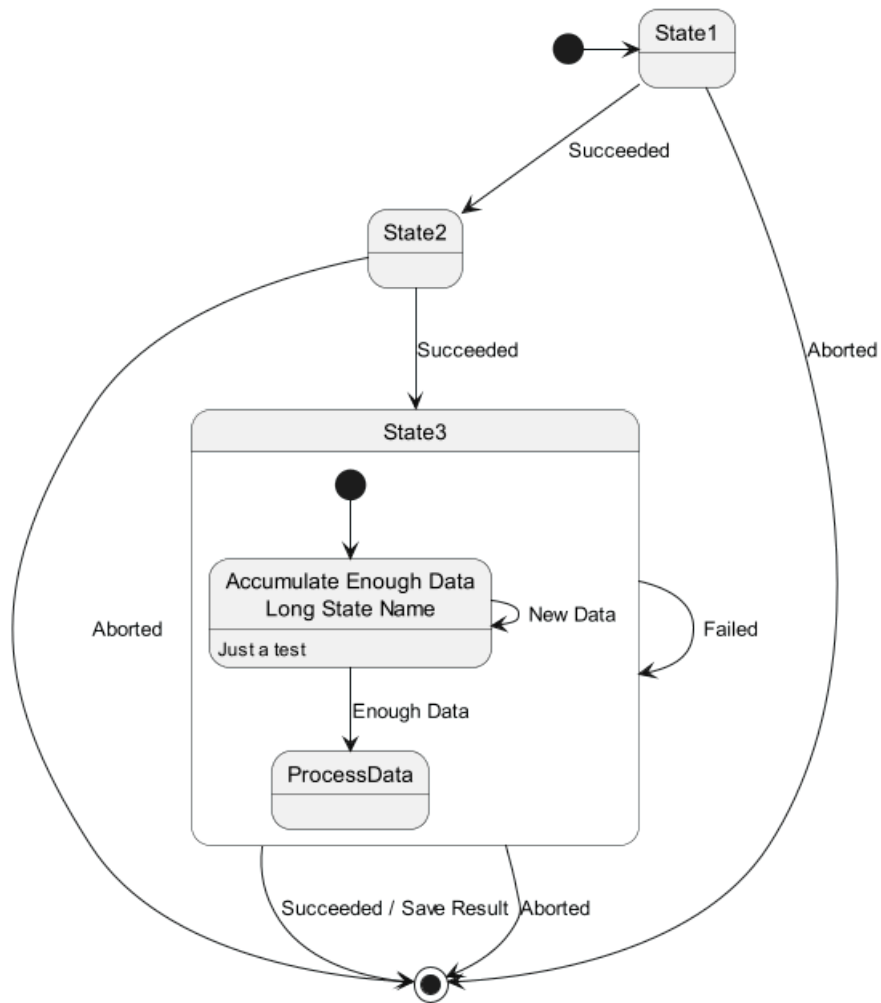 State1
Succeeded
State2
Succeeded
Aborted
State3
Accumulate Enough Data
Long State Name
New Data
Just a test
Aborted
Failed
Enough Data
ProcessData
Succeeded / Save Result
Aborted